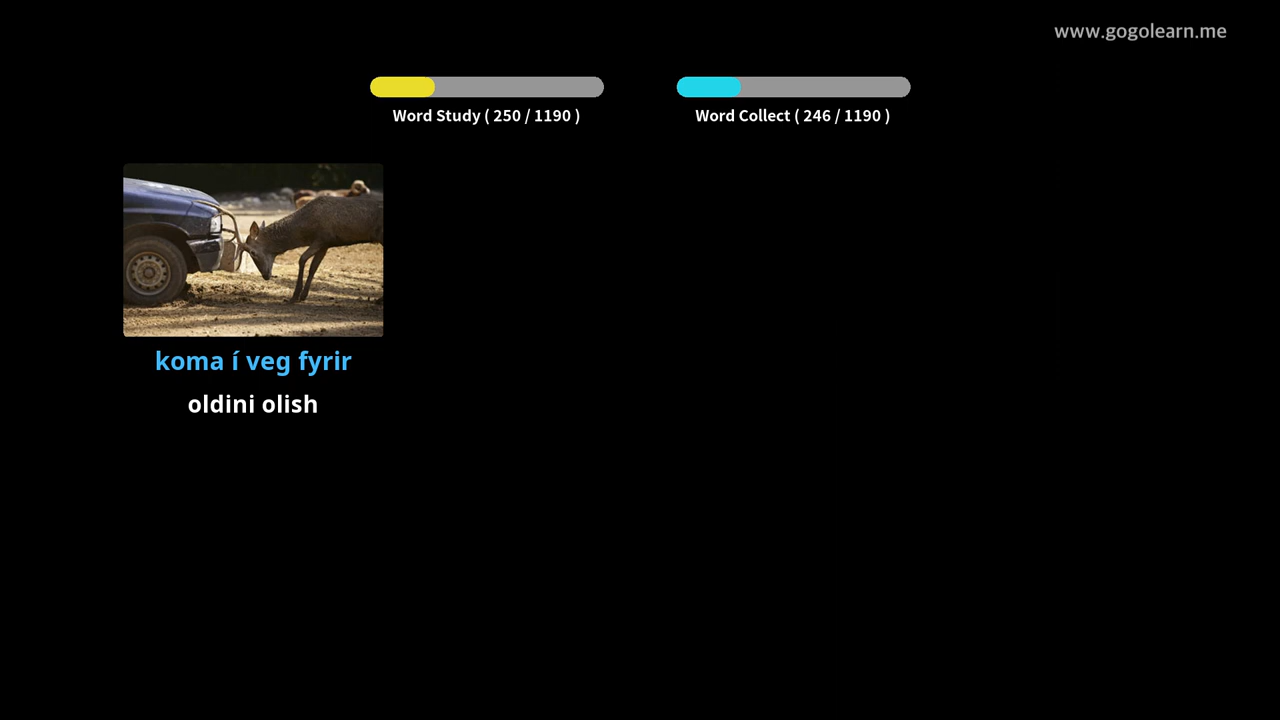 www.gogolearn.me
Word Study ( 250 / 1190 )
Word Collect ( 246 / 1190 )
koma í veg fyrir
oldini olish